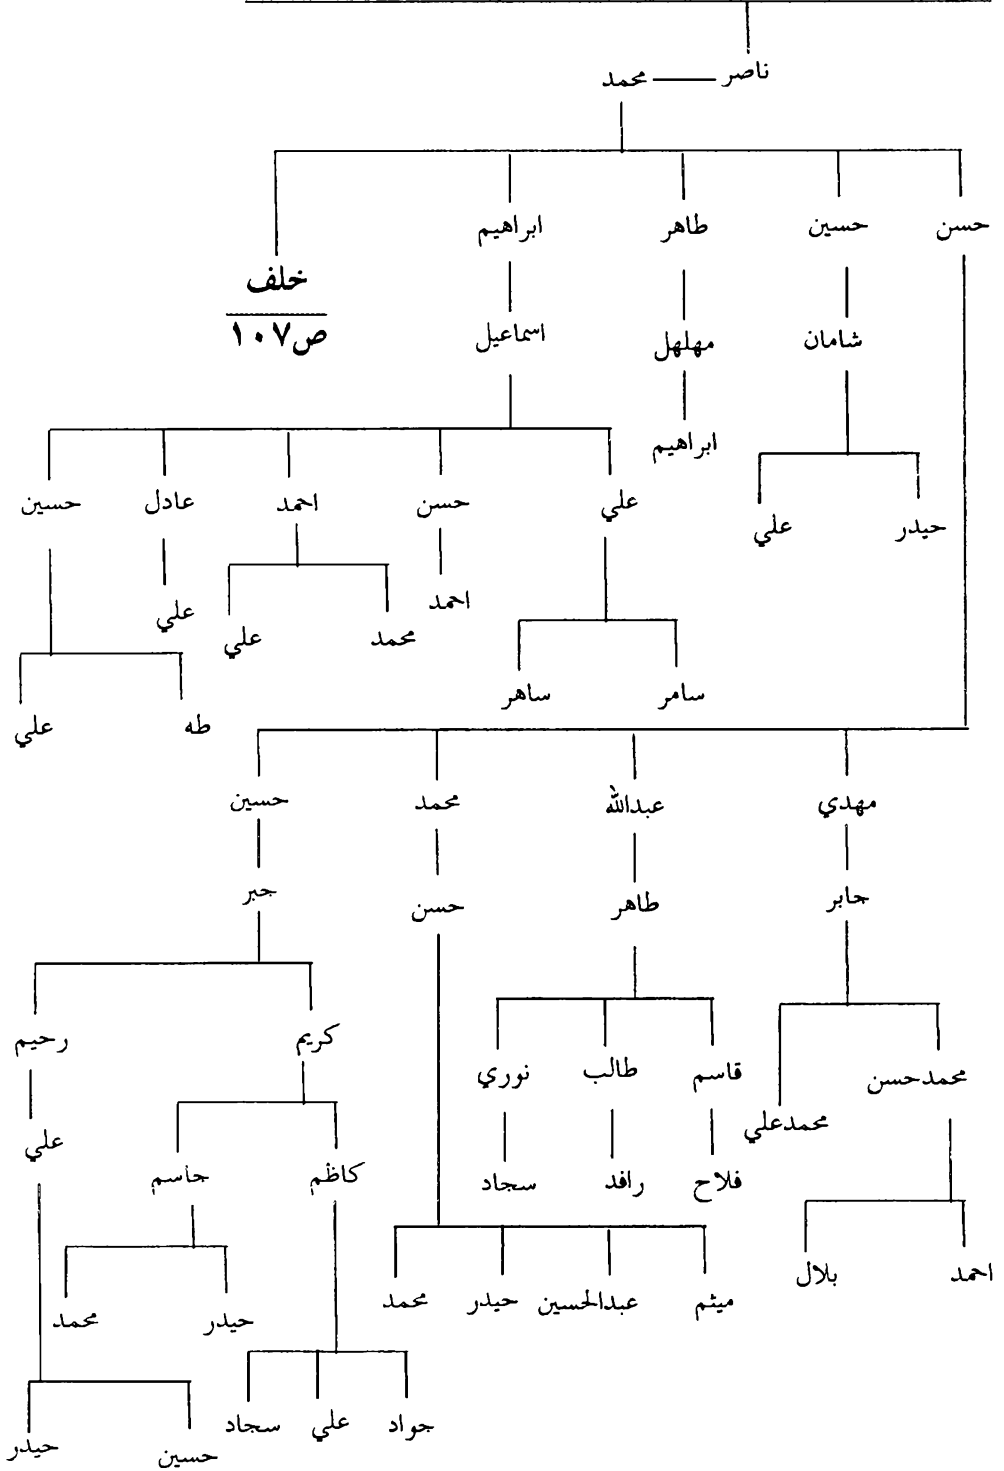 ناصر محمد
حسن حسين طاهر ابراهيم
خلف
ص١٠٧
شامان مهلهل اسماعيل
ابراهيم
علي حسن احمد عادل حسين
حيدر علي
احمد علي
محمد علي
سامر ساهر
طه علي
مهدي عبدالله محمد حسين
جابر طاهر حسن جبر
كريم رحيم
محمدحسن قاسم طالب نوري
محمدعلي علي
فلاح رافد سجاد كاظم جاسم
احمد بلال
ميثم عبدالحسين حيدر محمد
حيدر محمد
جواد علي سجاد
حسين حيدر